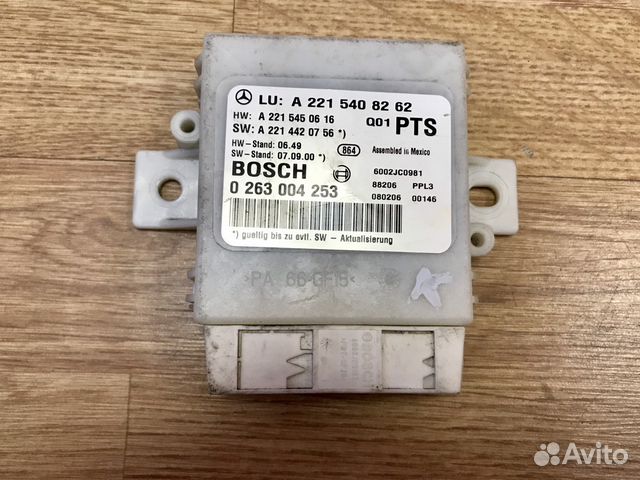 LU: A 221 540 82 62
HW: A 221 545 06 16 Q01 PTS
SW: A 221 442 07 56 *)
HW-Stand: 06.49 864 Assembled in Mexico
SW-Stand: 07.09.00 *)
BOSCH 6002JC0981
0 263 004 253 88206 PPL3
080206 00146
*) gueltig bis zu evtl. SW - Aktualisierung
>PA 66-GF15<
BOSCH
Avito